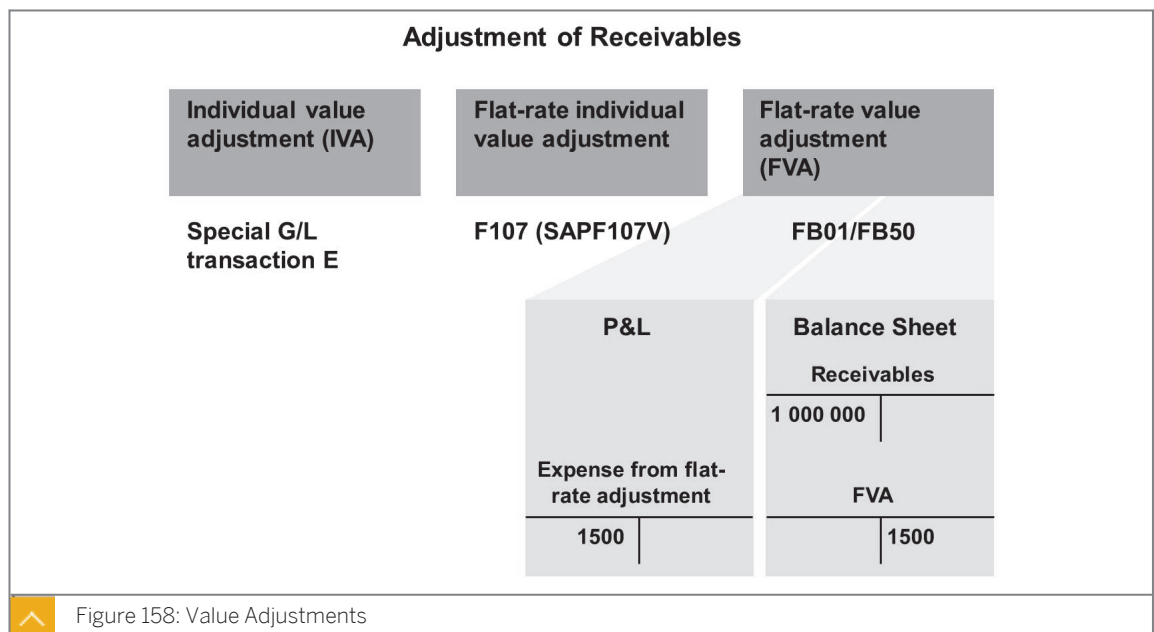 Adjustment of Receivables
Individual value
adjustment (IVA)
Flat-rate individual
value adjustment
Flat-rate value
adjustment
(FVA)
Special G/L
transaction E
F107 (SAPF107V)
FB01/FB50
P&L
Expense from flat-
rate adjustment
1500
Balance Sheet
Receivables
1 000 000
FVA
1500
Figure 158: Value Adjustments